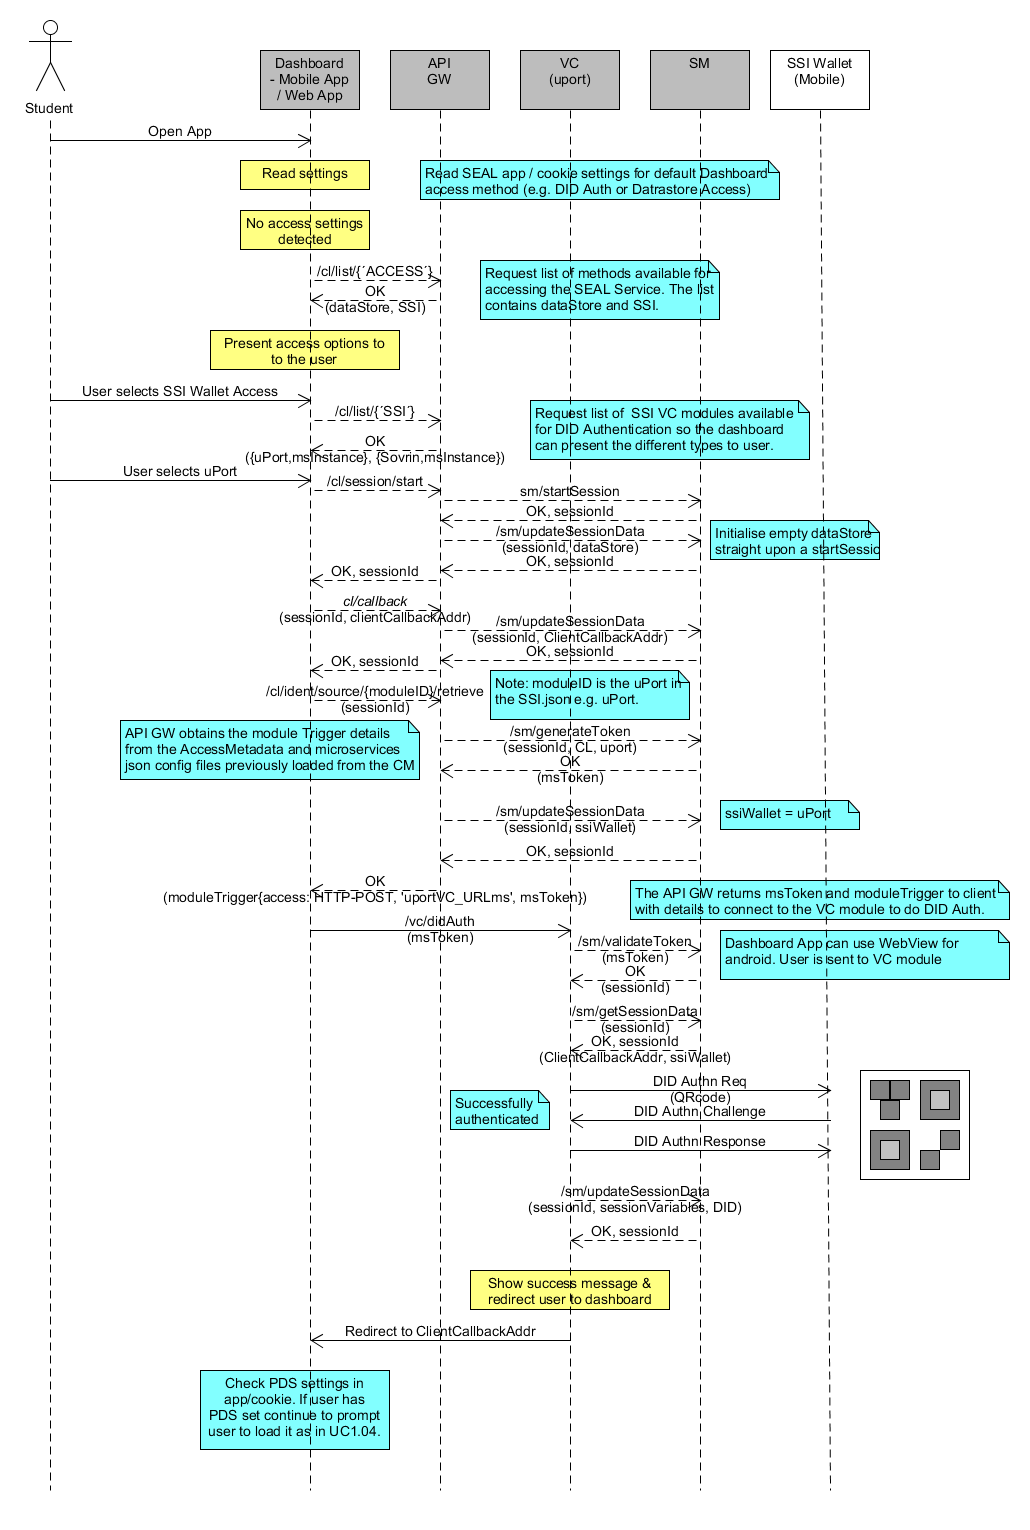 Student
Dashboard
- Mobile App
/ Web App
API
GW
VC
(uport)
SM
SSI Wallet
(Mobile)
Open App
Read settings
Read SEAL app / cookie settings for default Dashboard
access method (e.g. DID Auth or Datrastore Access)
No access settings
detected
/cl/list/{´ACCESS´}
OK
(dataStore, SSI)
Request list of methods available for
accessing the SEAL Service. The list
contains dataStore and SSI.
Present access options to
to the user
User selects SSI Wallet Access
/cl/list/{´SSI´}
OK
({uPort,msInstance}, {Sovrin,msInstance})
Request list of  SSI VC modules available
for DID Authentication so the dashboard
can present the different types to user.
User selects uPort
/cl/session/start
sm/startSession
OK, sessionId
/sm/updateSessionData
(sessionId, dataStore)
OK, sessionId
Initialise empty dataStore
straight upon a startSessio
OK, sessionId
cl/callback
(sessionId, clientCallbackAddr)
/sm/updateSessionData
(sessionId, ClientCallbackAddr)
OK, sessionId
OK, sessionId
/cl/ident/source/{moduleID}/retrieve
(sessionId)
Note: moduleID is the uPort in
the SSI.json e.g. uPort.
API GW obtains the module Trigger details
from the AccessMetadata and microservices
json config files previously loaded from the CM
/sm/generateToken
(sessionId, CL, uport)
OK
(msToken)
/sm/updateSessionData
(sessionId, ssiWallet)
ssiWallet = uPort
OK, sessionId
OK
(moduleTrigger{access: HTTP-POST, 'uportVC_URLms', msToken})
The API GW returns msToken and moduleTrigger to client
with details to connect to the VC module to do DID Auth.
/vc/didAuth
(msToken)
/sm/validateToken
(msToken)
OK
(sessionId)
Dashboard App can use WebView for
android. User is sent to VC module
/sm/getSessionData
(sessionId)
OK, sessionId
(ClientCallbackAddr, ssiWallet)
DID Authn Req
(QRcode)
DID Authn Challenge
Successfully
authenticated
DID Authn Response
/sm/updateSessionData
(sessionId, sessionVariables, DID)
OK, sessionId
Show success message &
redirect user to dashboard
Redirect to ClientCallbackAddr
Check PDS settings in
app/cookie. If user has
PDS set continue to prompt
user to load it as in UC1.04.